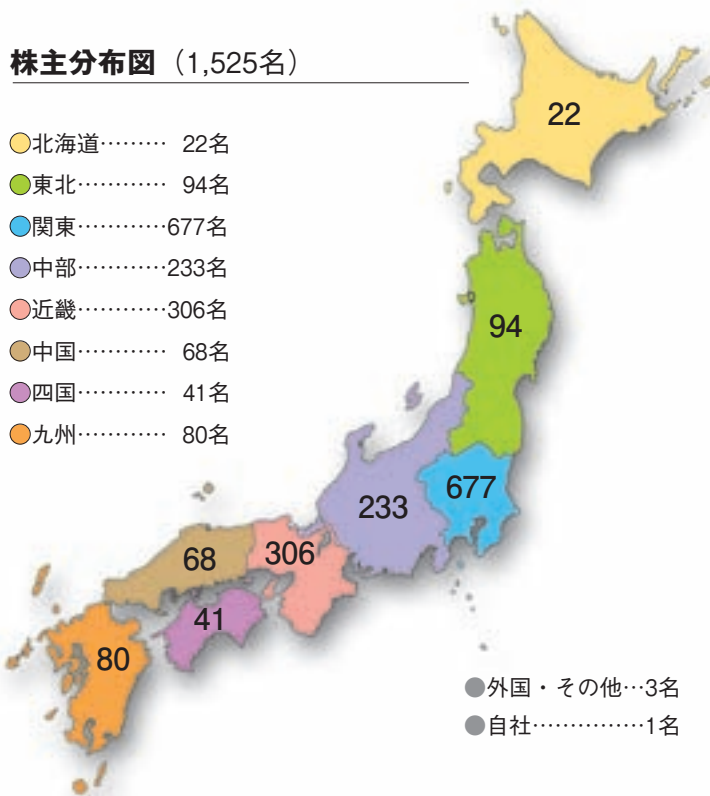 株主分布図（1,525名）
●北海道……… 22名
●東北………… 94名
●関東…………677名
●中部…………233名
●近畿…………306名
●中国………… 68名
●四国………… 41名
●九州………… 80名
22
94
677
233
306
68
41
80
●外国・その他…3名
●自社……………1名